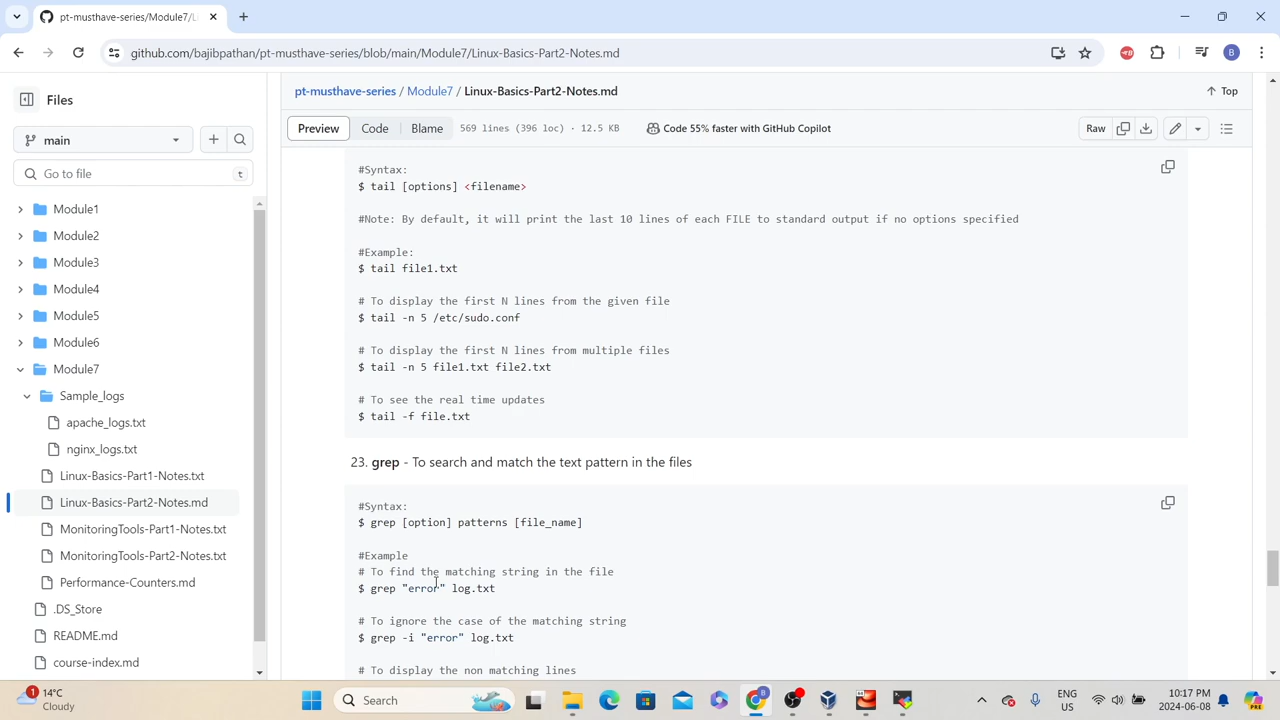 pt-musthave-series/Module7/Li
github.com/bajibpathan/pt-musthave-series/blob/main/Module7/Linux-Basics-Part2-Notes.md
B
Files
pt-musthave-series / Module7 / Linux-Basics-Part2-Notes.md
Top
main
Preview
Code
Blame
569 lines (396 loc) · 12.5 KB
Code 55% faster with GitHub Copilot
Raw
Go to file
t
Module1
Module2
Module3
Module4
Module5
Module6
Module7
Sample_logs
apache_logs.txt
nginx_logs.txt
Linux-Basics-Part1-Notes.txt
Linux-Basics-Part2-Notes.md
MonitoringTools-Part1-Notes.txt
MonitoringTools-Part2-Notes.txt
Performance-Counters.md
.DS_Store
README.md
course-index.md
#Syntax:
$ tail [options] <filename>
#Note: By default, it will print the last 10 lines of each FILE to standard output if no options specified
#Example:
$ tail file1.txt
# To display the first N lines from the given file
$ tail -n 5 /etc/sudo.conf
# To display the first N lines from multiple files
$ tail -n 5 file1.txt file2.txt
# To see the real time updates
$ tail -f file.txt
23. grep - To search and match the text pattern in the files
#Syntax:
$ grep [option] patterns [file_name]
#Example
# To find the matching string in the file
$ grep "error" log.txt
# To ignore the case of the matching string
$ grep -i "error" log.txt
# To display the non matching lines
1
14°C
Cloudy
Search
8
ENG
CA
10:17 PM
2024-06-08
PRE